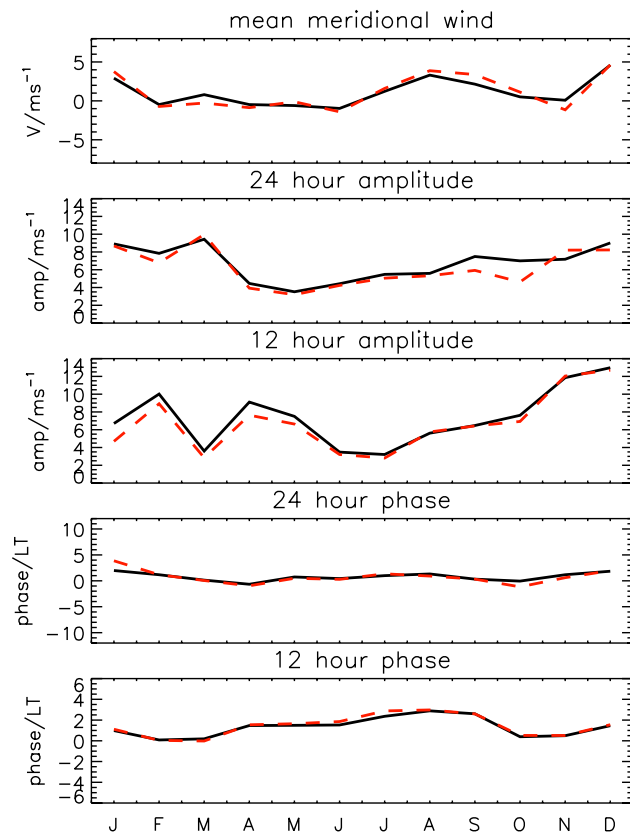 mean meridional wind
V/ms⁻¹
5
0
−5
24 hour amplitude
amp/ms⁻¹
14
12
10
8
6
4
2
0
12 hour amplitude
amp/ms⁻¹
14
12
10
8
6
4
2
0
24 hour phase
phase/LT
10
5
0
−5
−10
12 hour phase
phase/LT
6
4
2
0
−2
−4
−6
J F M A M J J A S O N D